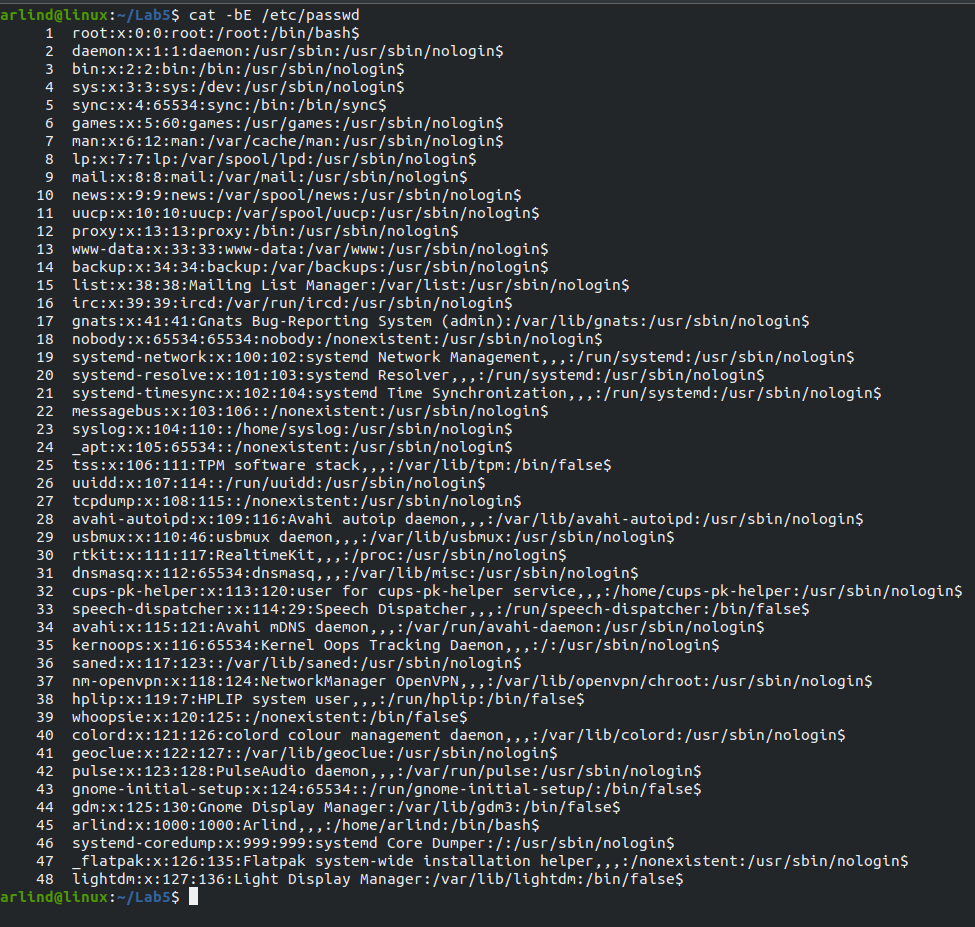 arlind@linux:~/Lab5$ cat -bE /etc/passwd
1 root:x:0:0:root:/root:/bin/bash$
2 daemon:x:1:1:daemon:/usr/sbin:/usr/sbin/nologin$
3 bin:x:2:2:bin:/bin:/usr/sbin/nologin$
4 sys:x:3:3:sys:/dev:/usr/sbin/nologin$
5 sync:x:4:65534:sync:/bin:/bin/sync$
6 games:x:5:60:games:/usr/games:/usr/sbin/nologin$
7 man:x:6:12:man:/var/cache/man:/usr/sbin/nologin$
8 lp:x:7:7:lp:/var/spool/lpd:/usr/sbin/nologin$
9 mail:x:8:8:mail:/var/mail:/usr/sbin/nologin$
10 news:x:9:9:news:/var/spool/news:/usr/sbin/nologin$
11 uucp:x:10:10:uucp:/var/spool/uucp:/usr/sbin/nologin$
12 proxy:x:13:13:proxy:/bin:/usr/sbin/nologin$
13 www-data:x:33:33:www-data:/var/www:/usr/sbin/nologin$
14 backup:x:34:34:backup:/var/backups:/usr/sbin/nologin$
15 list:x:38:38:Mailing List Manager:/var/list:/usr/sbin/nologin$
16 irc:x:39:39:ircd:/var/run/ircd:/usr/sbin/nologin$
17 gnats:x:41:41:Gnats Bug-Reporting System (admin):/var/lib/gnats:/usr/sbin/nologin$
18 nobody:x:65534:65534:nobody:/nonexistent:/usr/sbin/nologin$
19 systemd-network:x:100:102:systemd Network Management,,,:/run/systemd:/usr/sbin/nologin$
20 systemd-resolve:x:101:103:systemd Resolver,,,:/run/systemd:/usr/sbin/nologin$
21 systemd-timesync:x:102:104:systemd Time Synchronization,,,:/run/systemd:/usr/sbin/nologin$
22 messagebus:x:103:106::/nonexistent:/usr/sbin/nologin$
23 syslog:x:104:110::/home/syslog:/usr/sbin/nologin$
24 _apt:x:105:65534::/nonexistent:/usr/sbin/nologin$
25 tss:x:106:111:TPM software stack,,,:/var/lib/tpm:/bin/false$
26 uuidd:x:107:114::/run/uuidd:/usr/sbin/nologin$
27 tcpdump:x:108:115::/nonexistent:/usr/sbin/nologin$
28 avahi-autoipd:x:109:116:Avahi autoip daemon,,,:/var/lib/avahi-autoipd:/usr/sbin/nologin$
29 usbmux:x:110:46:usbmux daemon,,,:/var/lib/usbmux:/usr/sbin/nologin$
30 rtkit:x:111:117:RealtimeKit,,,:/proc:/usr/sbin/nologin$
31 dnsmasq:x:112:65534:dnsmasq,,,:/var/lib/misc:/usr/sbin/nologin$
32 cups-pk-helper:x:113:120:user for cups-pk-helper service,,,:/home/cups-pk-helper:/usr/sbin/nologin$
33 speech-dispatcher:x:114:29:Speech Dispatcher,,,:/run/speech-dispatcher:/bin/false$
34 avahi:x:115:121:Avahi mDNS daemon,,,:/var/run/avahi-daemon:/usr/sbin/nologin$
35 kernoops:x:116:65534:Kernel Oops Tracking Daemon,,,:/:/usr/sbin/nologin$
36 saned:x:117:123::/var/lib/saned:/usr/sbin/nologin$
37 nm-openvpn:x:118:124:NetworkManager OpenVPN,,,:/var/lib/openvpn/chroot:/usr/sbin/nologin$
38 hplip:x:119:7:HPLIP system user,,,:/run/hplip:/bin/false$
39 whoopsie:x:120:125::/nonexistent:/bin/false$
40 colord:x:121:126:colord colour management daemon,,,:/var/lib/colord:/usr/sbin/nologin$
41 geoclue:x:122:127::/var/lib/geoclue:/usr/sbin/nologin$
42 pulse:x:123:128:PulseAudio daemon,,,:/var/run/pulse:/usr/sbin/nologin$
43 gnome-initial-setup:x:124:65534::/run/gnome-initial-setup/:/bin/false$
44 gdm:x:125:130:Gnome Display Manager:/var/lib/gdm3:/bin/false$
45 arlind:x:1000:1000:Arlind,,,:/home/arlind:/bin/bash$
46 systemd-coredump:x:999:999:systemd Core Dumper:/:/usr/sbin/nologin$
47 _flatpak:x:126:135:Flatpak system-wide installation helper,,,:/nonexistent:/usr/sbin/nologin$
48 lightdm:x:127:136:Light Display Manager:/var/lib/lightdm:/bin/false$
arlind@linux:~/Lab5$